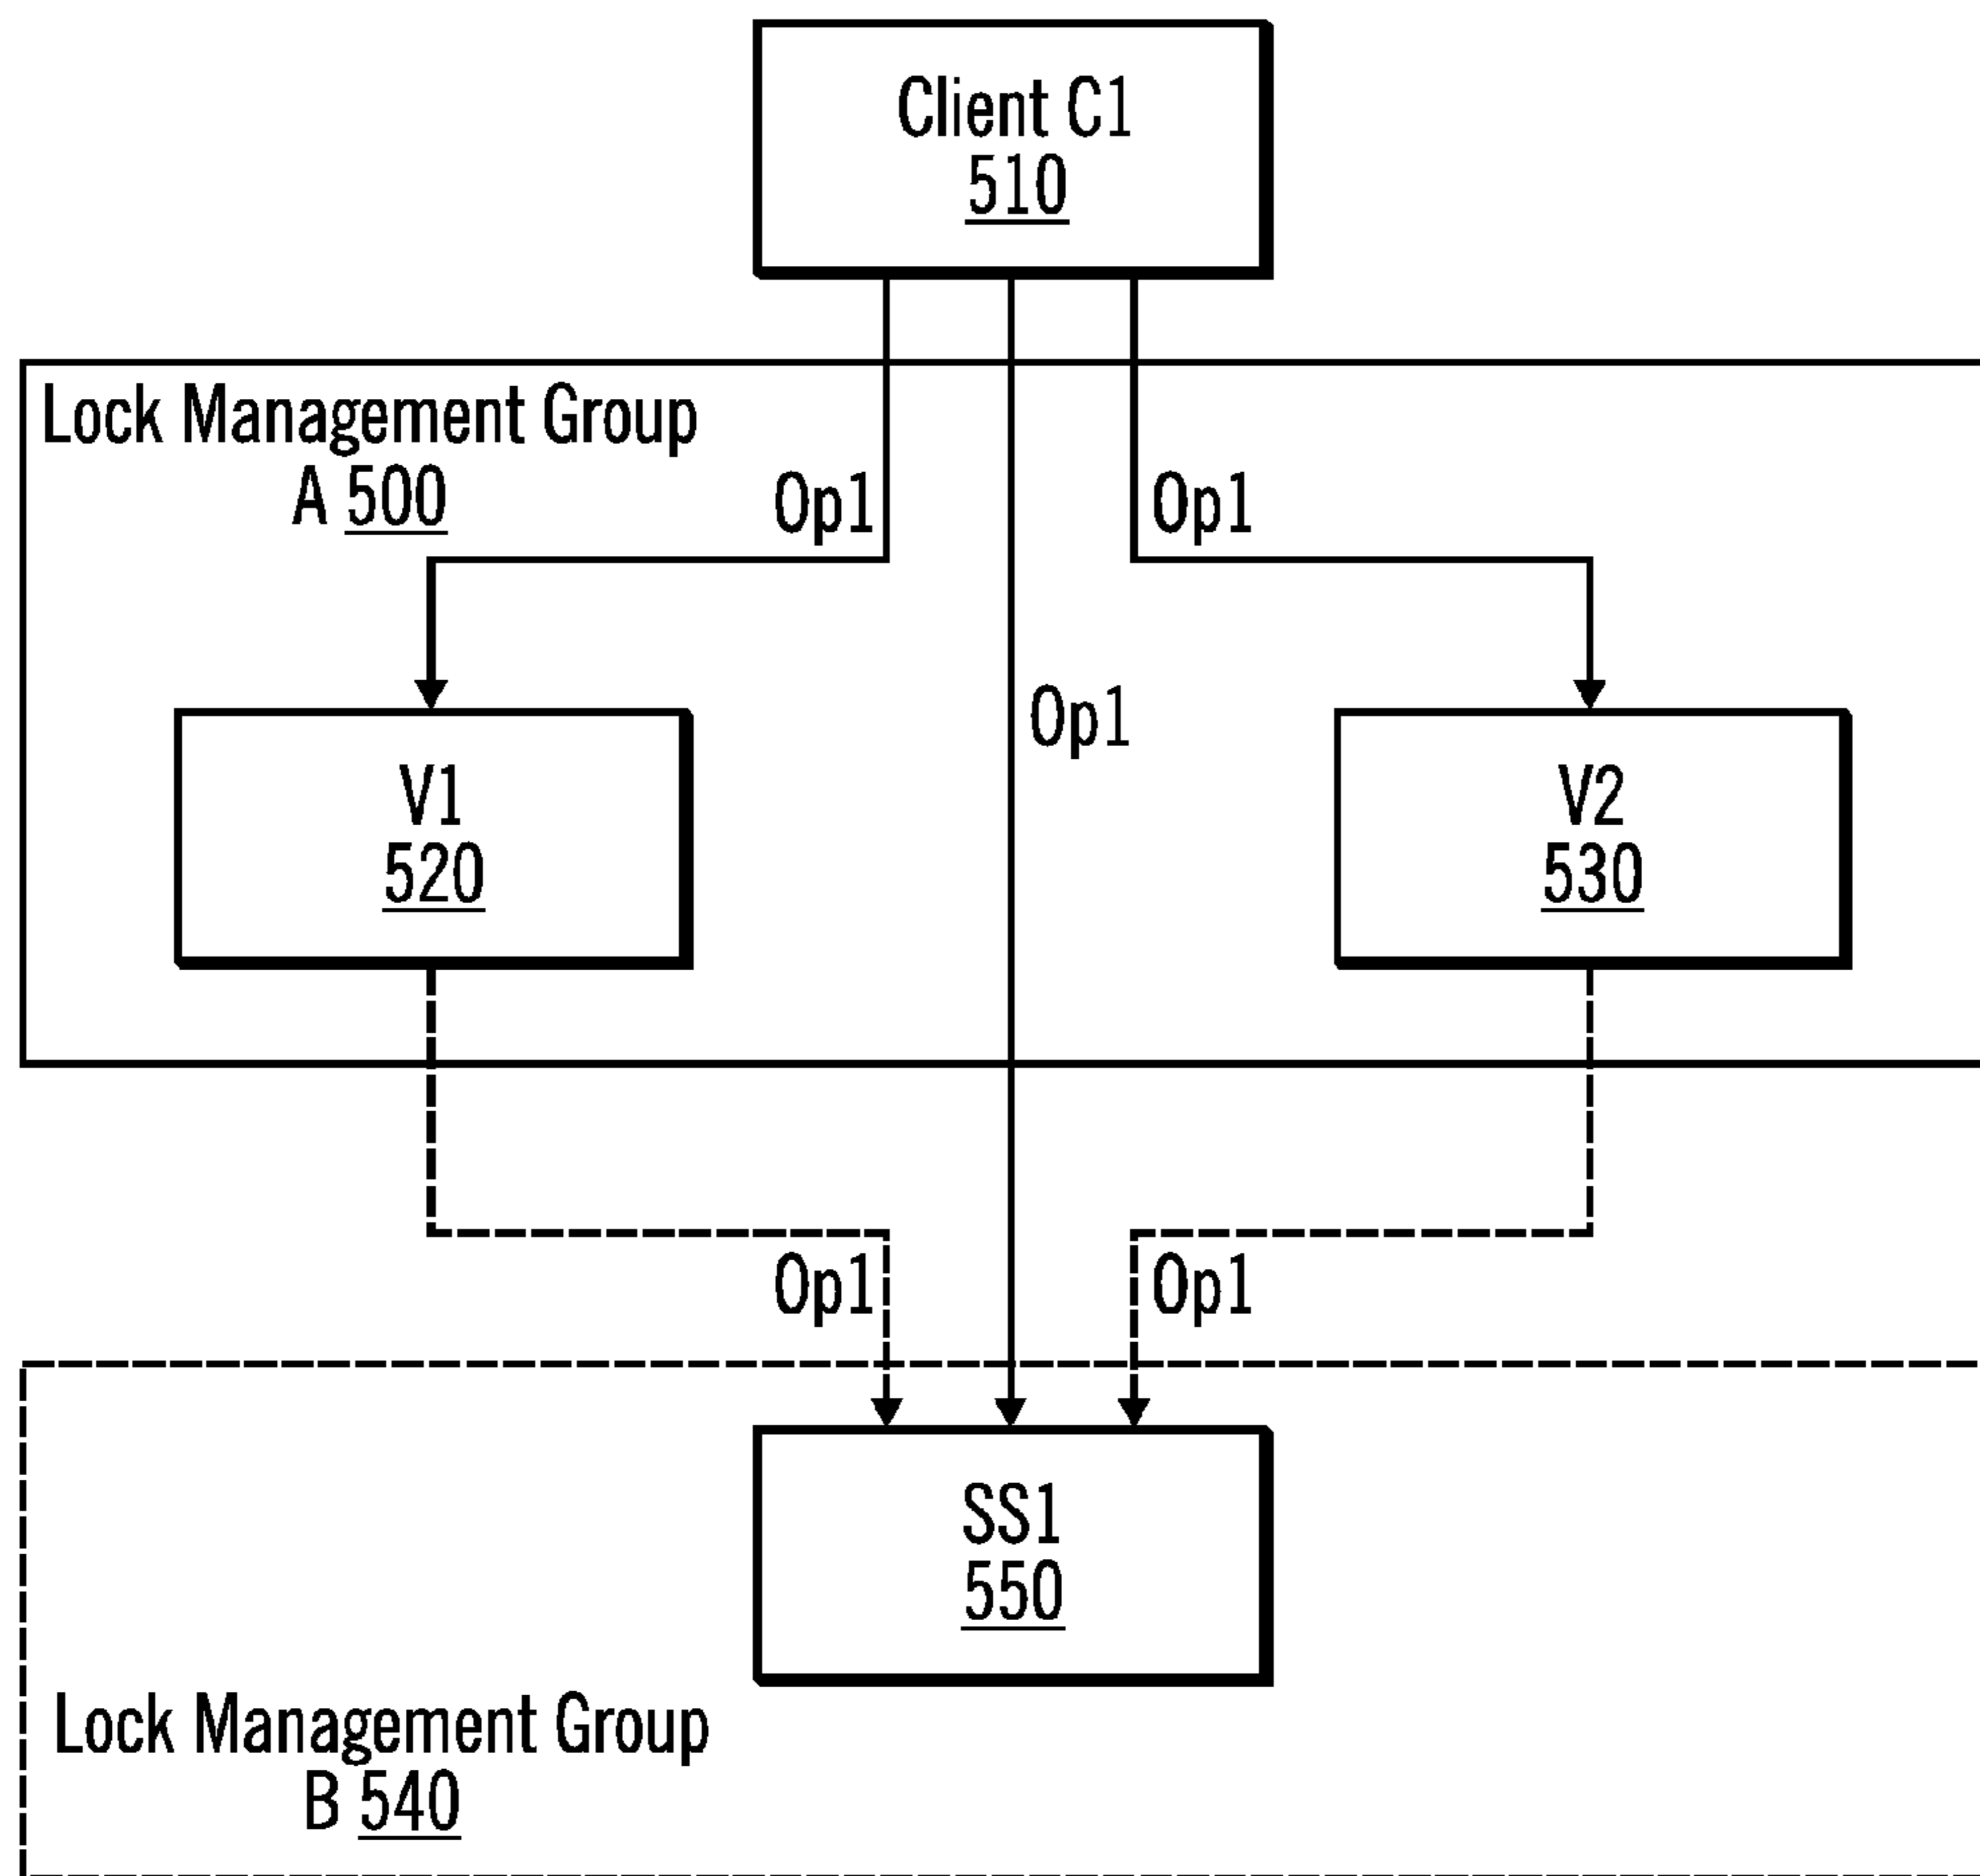 Client C1
510
Lock Management Group
A 500
Op1
Op1
Op1
V1
520
V2
530
Op1
Op1
SS1
550
Lock Management Group
B 540